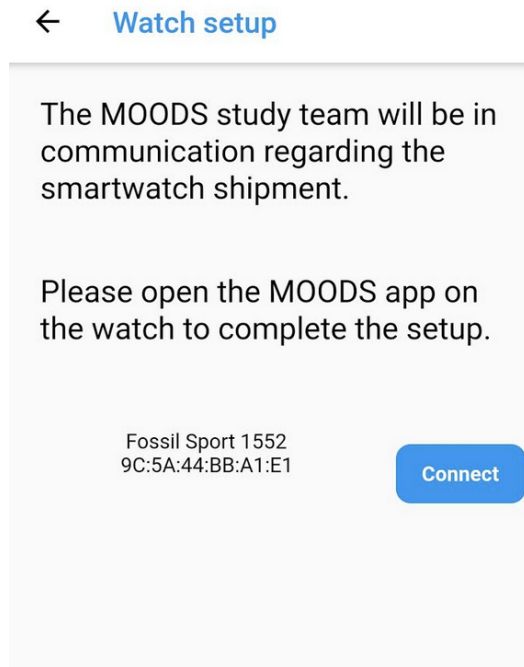 Watch setup
The MOODS study team will be in
communication regarding the
smartwatch shipment.
Please open the MOODS app on
the watch to complete the setup.
Fossil Sport 1552
9C:5A:44:BB:A1:E1
Connect